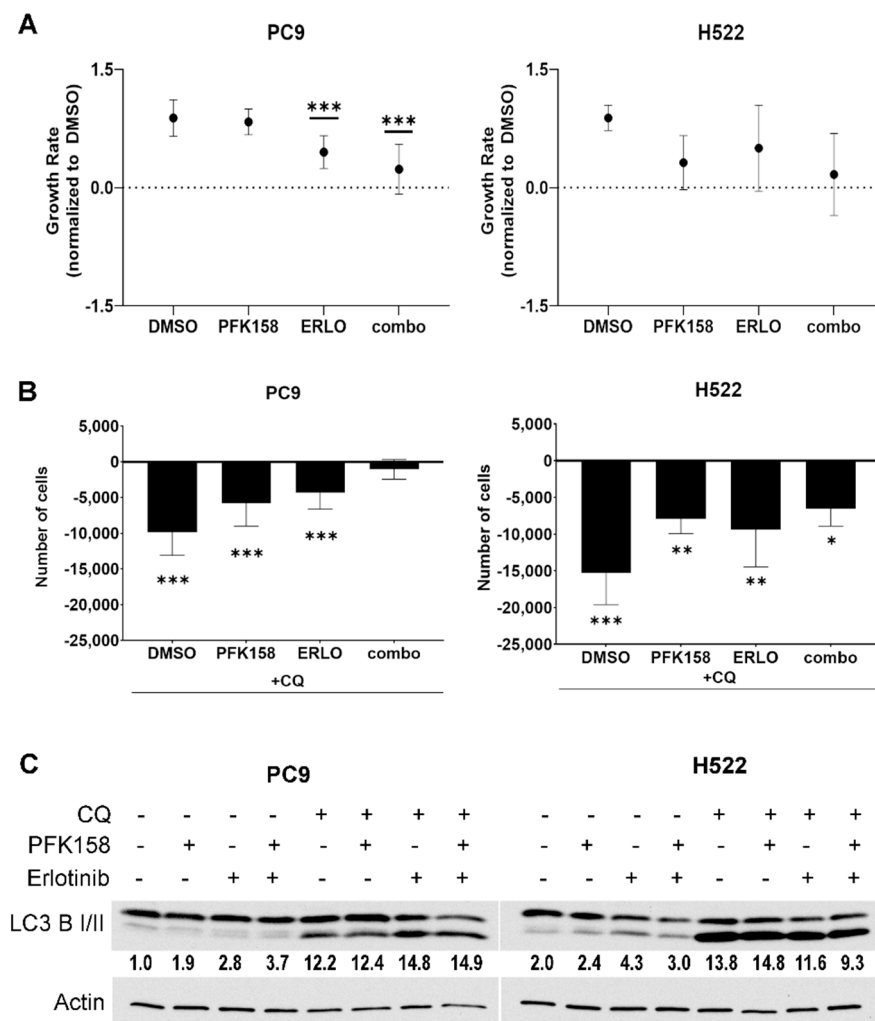 A
PC9
H522
Growth Rate
(normalized to DMSO)
1.5
0.0
-1.5
*** ***
DMSO PFK158 ERLO combo
Growth Rate
(normalized to DMSO)
1.5
0.0
-1.5
DMSO PFK158 ERLO combo
B
PC9
H522
Number of cells
5,000
0
-5,000
-10,000
-15,000
-20,000
-25,000
*** *** ***
DMSO PFK158 ERLO combo
+CQ
Number of cells
5,000
0
-5,000
-10,000
-15,000
-20,000
-25,000
*** ** ** *
DMSO PFK158 ERLO combo
+CQ
C
PC9 H522
CQ - - - - + + + + - - - - + + + +
PFK158 - + - + - + - + - + - + - + - +
Erlotinib - - + + - - + + - - + + - - + +
LC3 B I/II
1.0 1.9 2.8 3.7 12.2 12.4 14.8 14.9 2.0 2.4 4.3 3.0 13.8 14.8 11.6 9.3
Actin